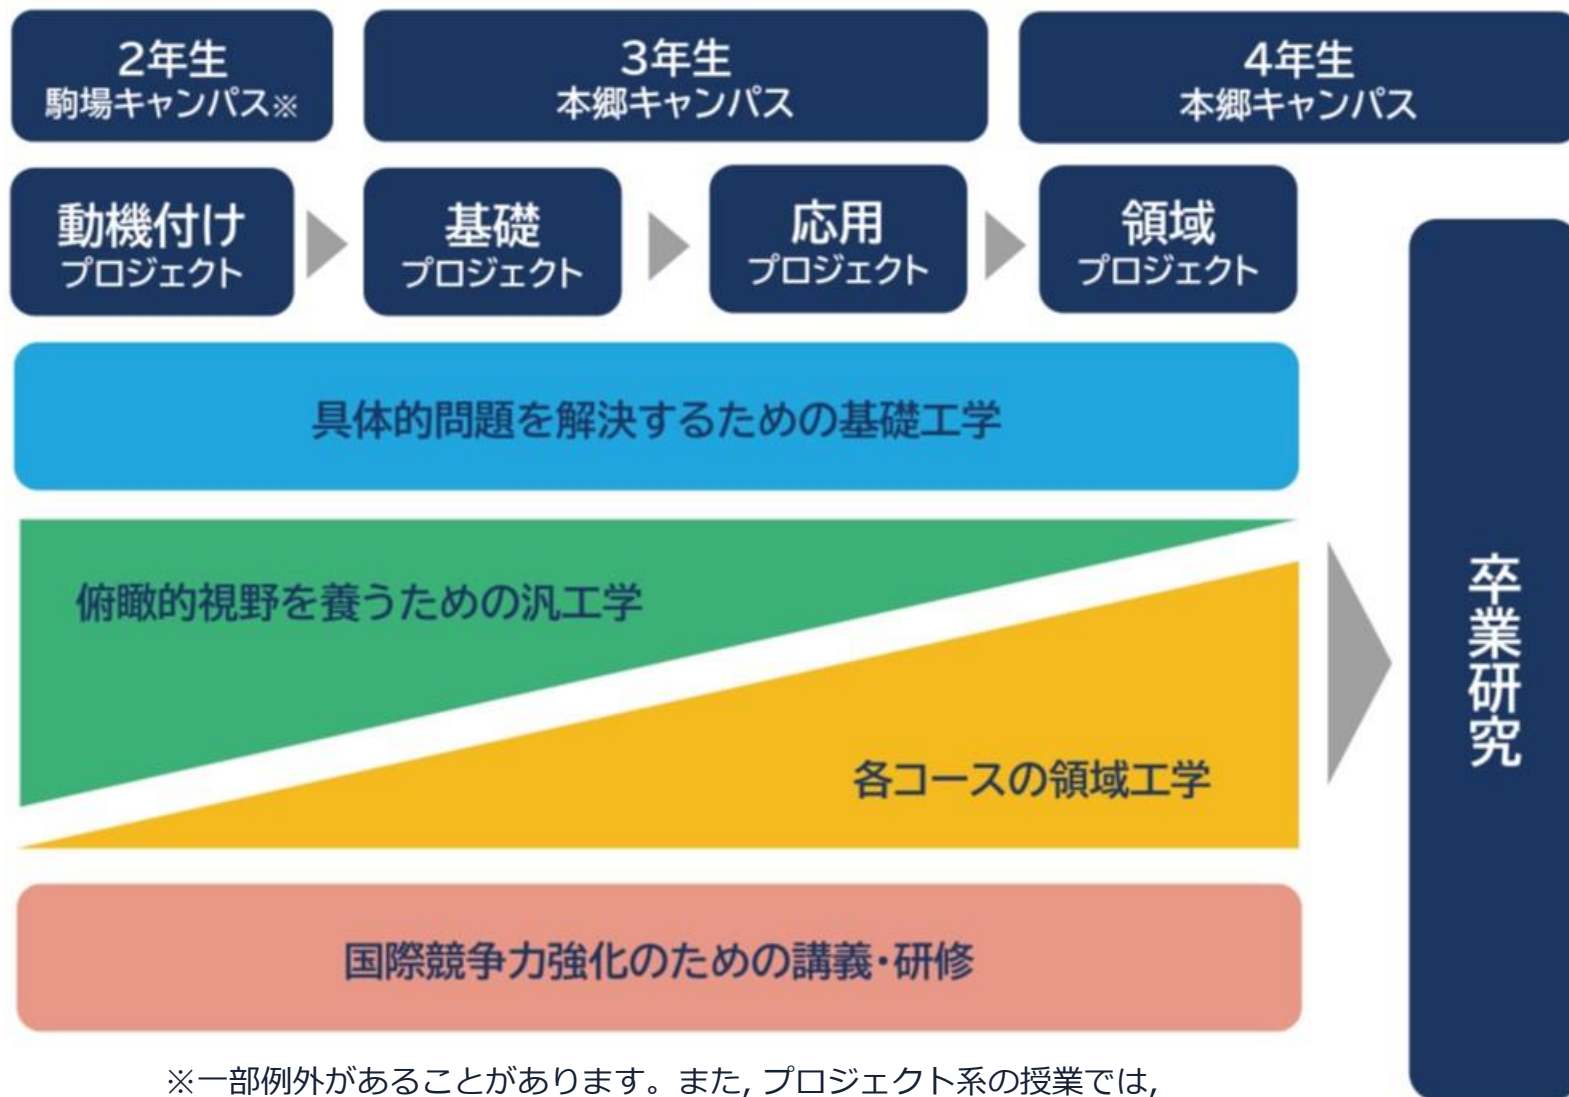 2年生
駒場キャンパス※
3年生
本郷キャンパス
4年生
本郷キャンパス
動機付け
プロジェクト
基礎
プロジェクト
応用
プロジェクト
領域
プロジェクト
具体的問題を解決するための基礎工学
俯瞰的視野を養うための汎工学
各コースの領域工学
国際競争力強化のための講義・研修
卒業研究
※一部例外があることがあります。また, プロジェクト系の授業では,